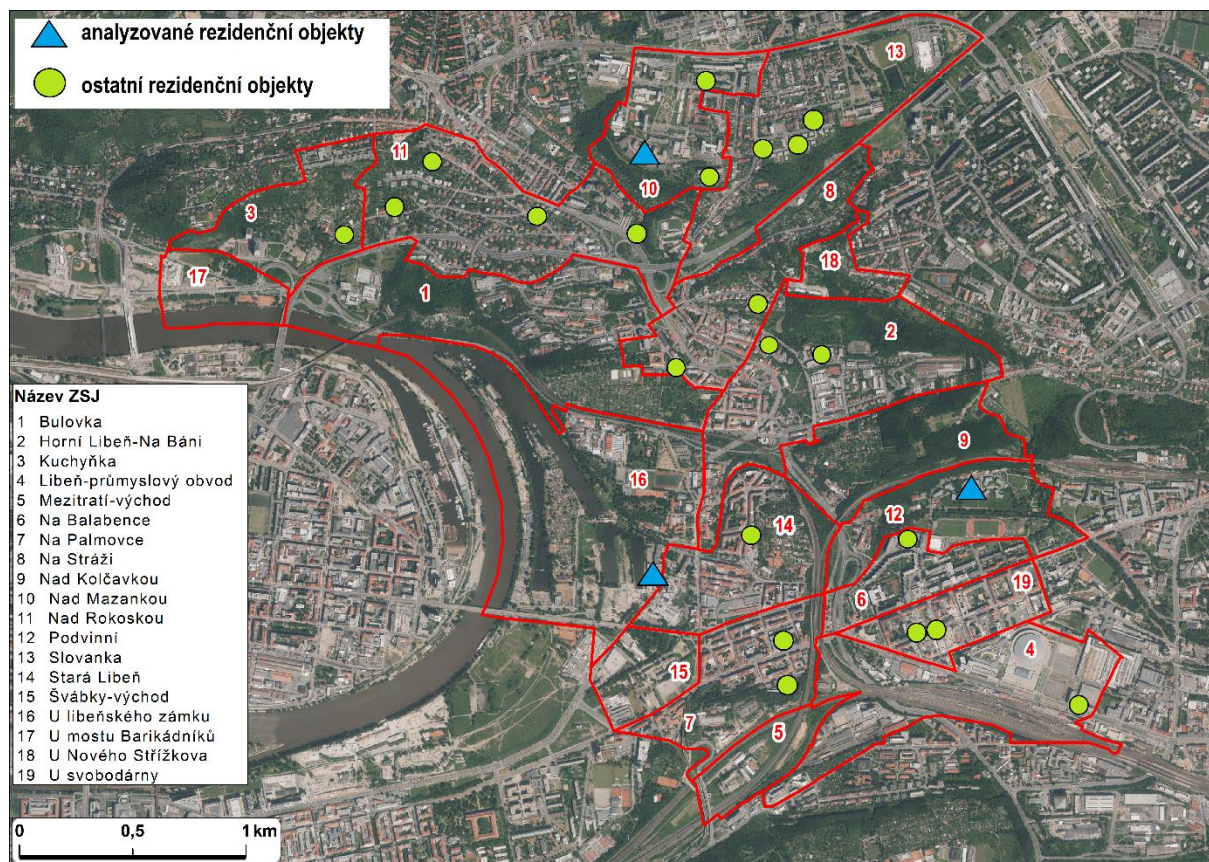 analyzované rezidenční objekty
ostatní rezidenční objekty
13
11
10
8
3
18
17
1
2
Název ZSJ
1 Bulovka
2 Horní Libeň-Na Báni
3 Kuchyňka
4 Libeň-průmyslový obvod
5 Mezitratí-východ
6 Na Balabence
7 Na Palmovce
8 Na Stráži
9 Nad Kolčavkou
10 Nad Mazankou
11 Nad Rokoskou
12 Podvinní
13 Slovanka
14 Stará Libeň
15 Švábky-východ
16 U libeňského zámku
17 U mostu Barikádníků
18 U Nového Střížkova
19 U svobodárny
9
16
12
14
19
6
4
15
7
5
0 0,5 1 km